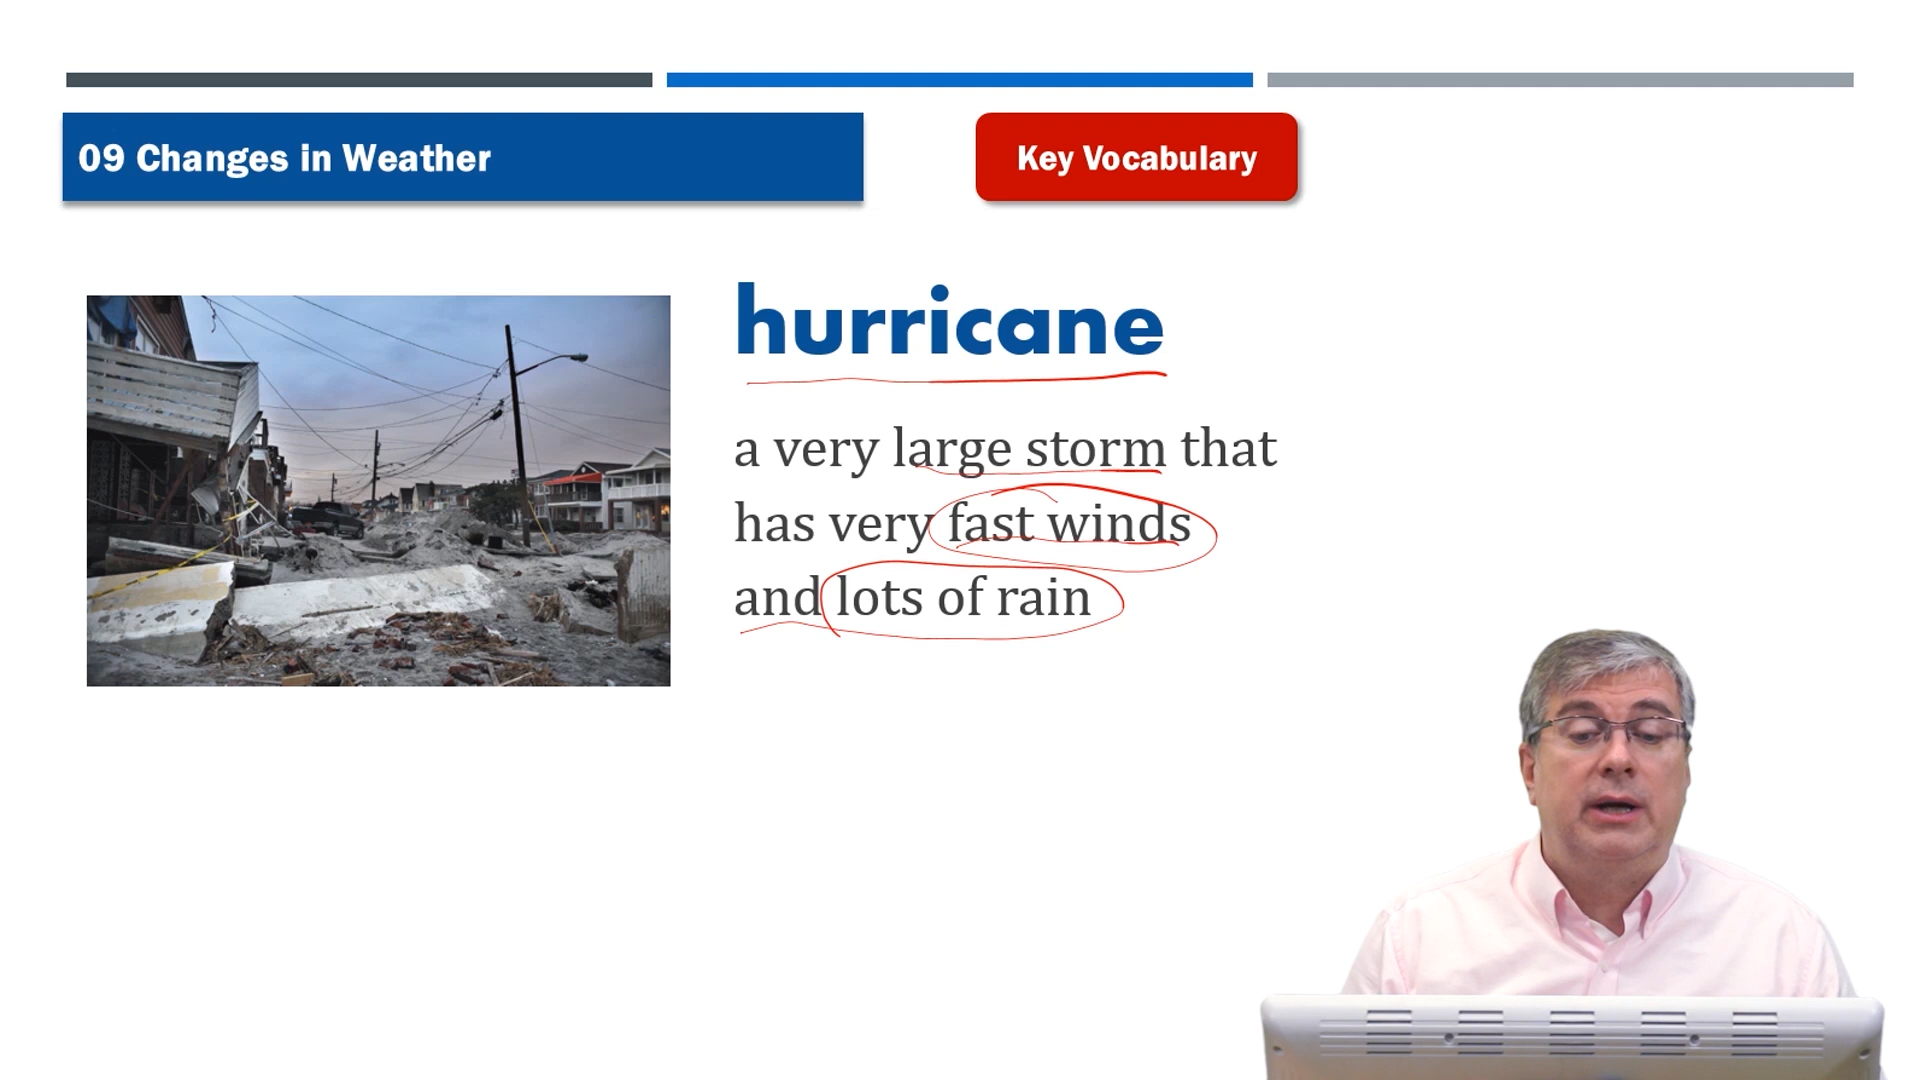 09 Changes in Weather
Key Vocabulary
hurricane
a very large storm that
has very fast winds
and lots of rain